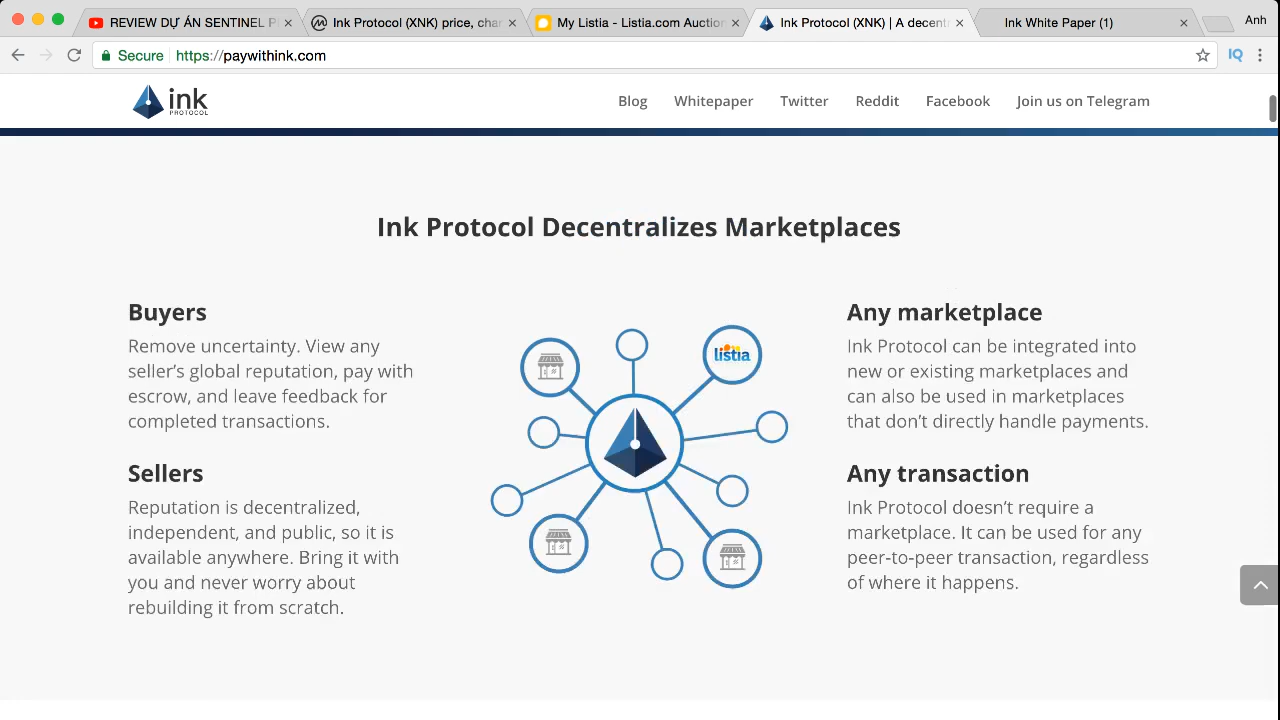 REVIEW DỰ ÁN SENTINEL P
Ink Protocol (XNK) price, char
My Listia - Listia.com Auction
Ink Protocol (XNK) | A decent
Ink White Paper (1)
Anh
Secure
https://paywithink.com
IQ
ink
PROTOCOL
Blog
Whitepaper
Twitter
Reddit
Facebook
Join us on Telegram
Ink Protocol Decentralizes Marketplaces
Buyers
Remove uncertainty. View any
seller's global reputation, pay with
escrow, and leave feedback for
completed transactions.
Sellers
Reputation is decentralized,
independent, and public, so it is
available anywhere. Bring it with
you and never worry about
rebuilding it from scratch.
listia
Any marketplace
Ink Protocol can be integrated into
new or existing marketplaces and
can also be used in marketplaces
that don't directly handle payments.
Any transaction
Ink Protocol doesn't require a
marketplace. It can be used for any
peer-to-peer transaction, regardless
of where it happens.